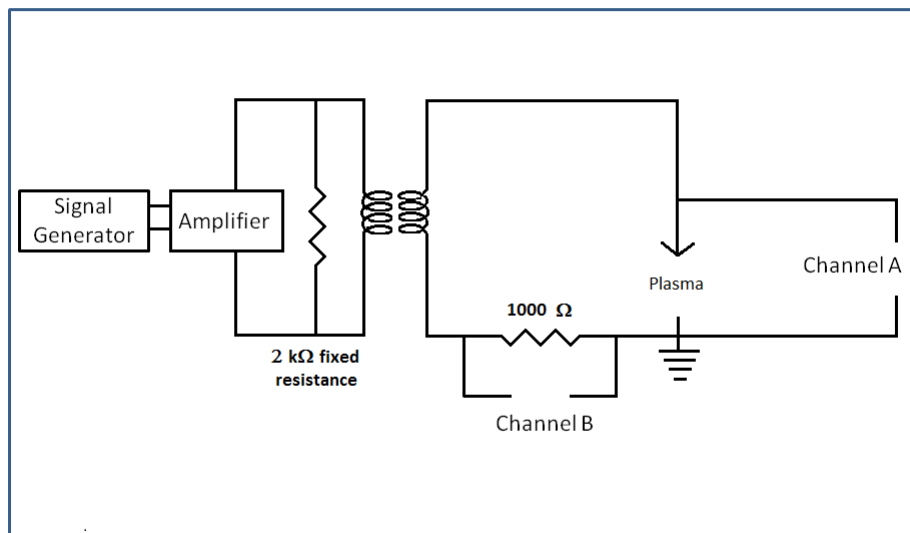 Signal
Generator
Amplifier
2 kΩ fixed
resistance
1000 Ω
Plasma
Channel A
Channel B